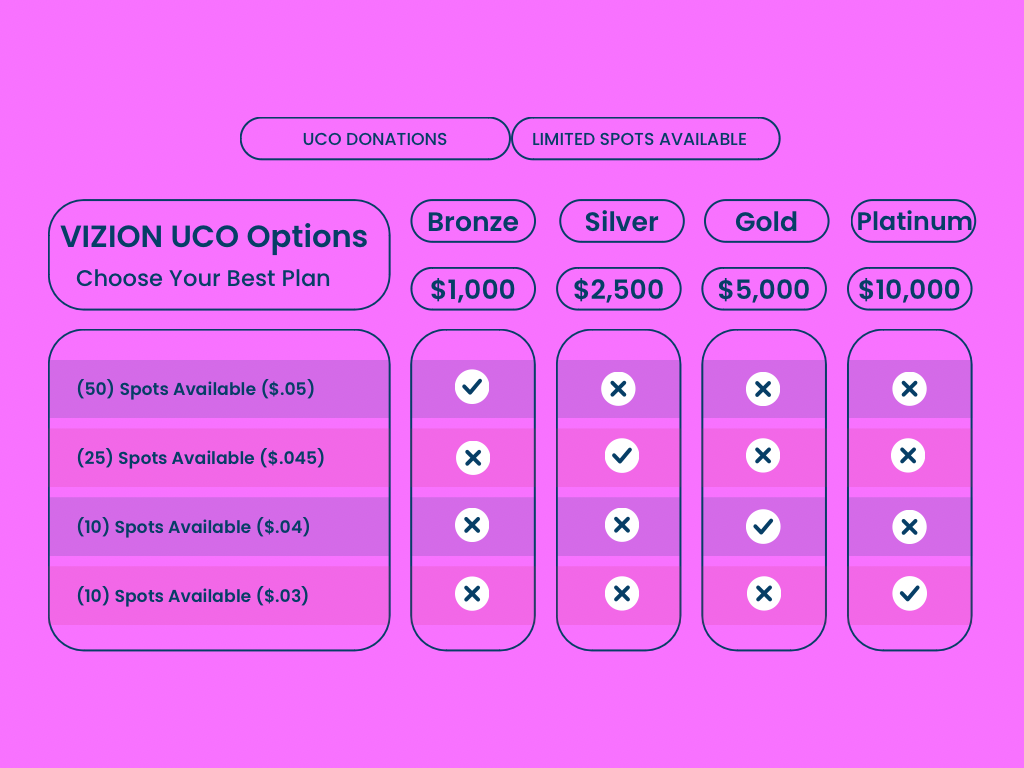 UCO DONATIONS
LIMITED SPOTS AVAILABLE
VIZION UCO Options
Choose Your Best Plan
Bronze
Silver
Gold
Platinum
$1,000
$2,500
$5,000
$10,000
(50) Spots Available ($.05)
(25) Spots Available ($.045)
(10) Spots Available ($.04)
(10) Spots Available ($.03)